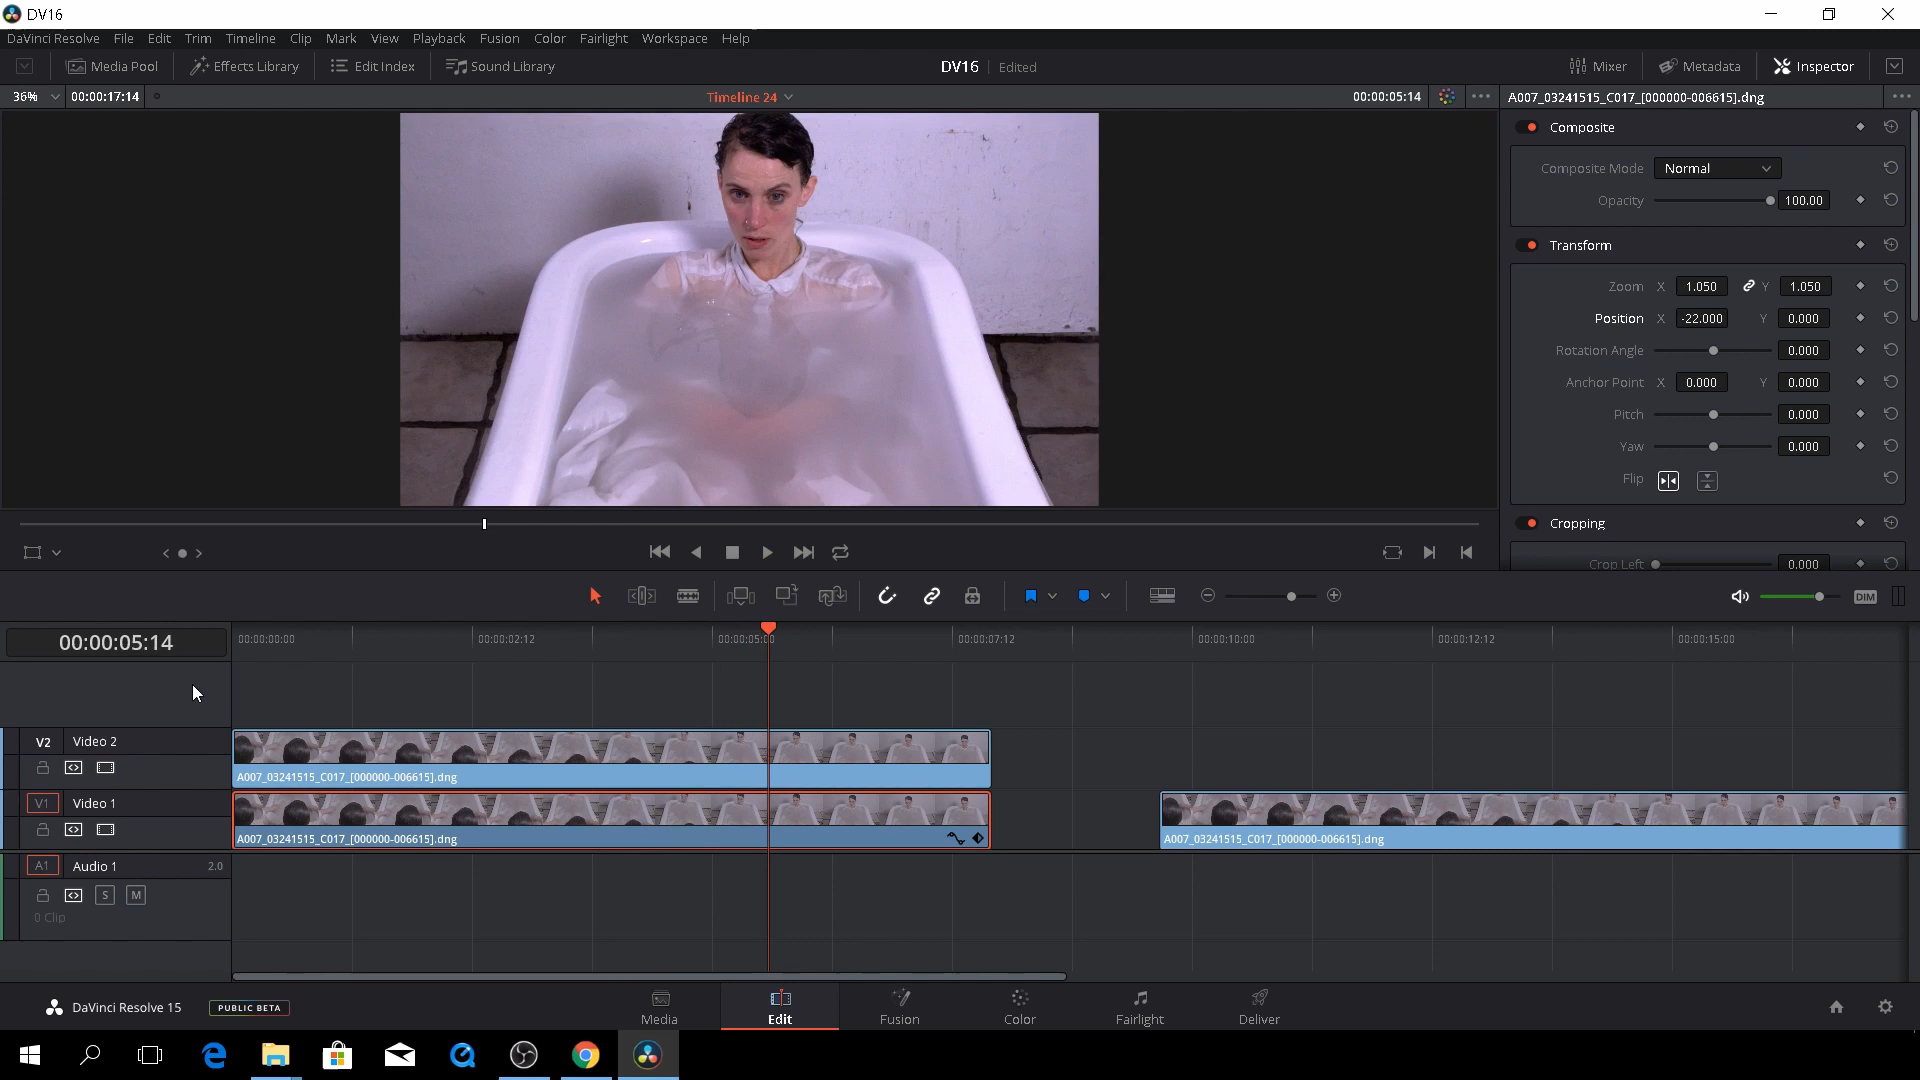 DV16
DaVinci Resolve File Edit Trim Timeline Clip Mark View Playback Fusion Color Fairlight Workspace Help
Media Pool Effects Library Edit Index Sound Library DV16 Edited Mixer Metadata Inspector
36% 00:00:17:14 Timeline 24 00:00:05:14 A007_03241515_C017_[000000-006615].dng
Composite
Composite Mode Normal
Opacity 100.00
Transform
Zoom X 1.050 Y 1.050
Position X -22.000 Y 0.000
Rotation Angle 0.000
Anchor Point X 0.000 Y 0.000
Pitch 0.000
Yaw 0.000
Flip
Cropping
Crop Left 0.000
DIM
00:00:05:14 00:00:00:00 00:00:02:12 00:00:05:00 00:00:07:12 00:00:10:00 00:00:12:12 00:00:15:00
V2 Video 2
A007_03241515_C017_[000000-006615].dng
V1 Video 1
A007_03241515_C017_[000000-006615].dng A007_03241515_C017_[000000-006615].dng
A1 Audio 1 2.0
S M
0 Clip
DaVinci Resolve 15 PUBLIC BETA
Media Edit Fusion Color Fairlight Deliver